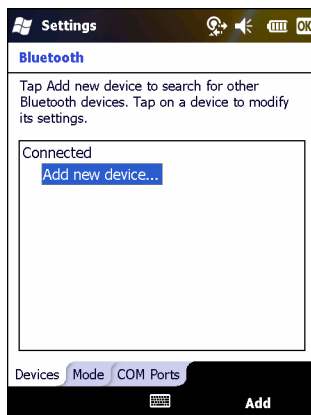 Settings
OK
Bluetooth
Tap Add new device to search for other
Bluetooth devices. Tap on a device to modify
its settings.
Connected
Add new device...
Devices Mode COM Ports
Add